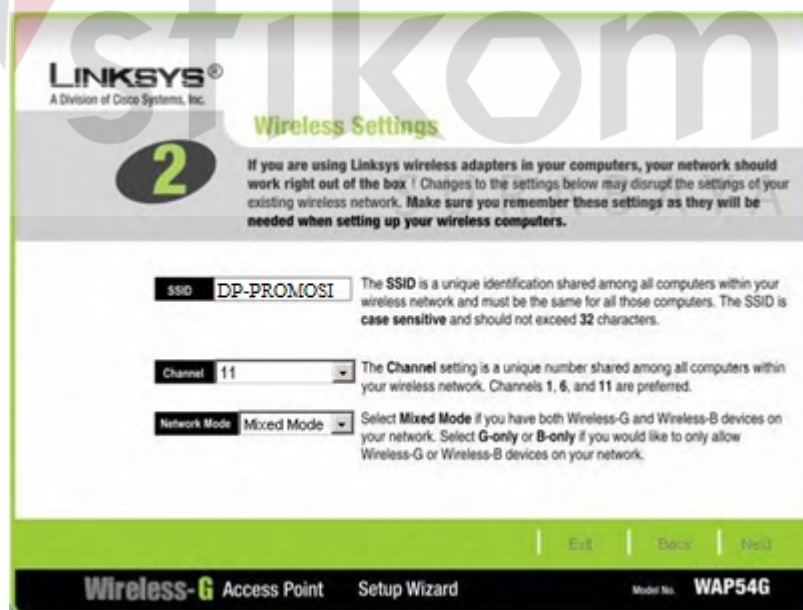 stikom
LINKSYS®
A Division of Cisco Systems, Inc.
2
Wireless Settings
If you are using Linksys wireless adapters in your computers, your network should
work right out of the box ! Changes to the settings below may disrupt the settings of your
existing wireless network. Make sure you remember these settings as they will be
needed when setting up your wireless computers.
SSID DP-PROMOSI
The SSID is a unique identification shared among all computers within your
wireless network and must be the same for all those computers. The SSID is
case sensitive and should not exceed 32 characters.
Channel 11
The Channel setting is a unique number shared among all computers within
your wireless network. Channels 1, 6, and 11 are preferred.
Network Mode Mixed Mode
Select Mixed Mode if you have both Wireless-G and Wireless-B devices on
your network. Select G-only or B-only if you would like to only allow
Wireless-G or Wireless-B devices on your network.
Exit Back Next
Wireless-G Access Point Setup Wizard Model No. WAP54G